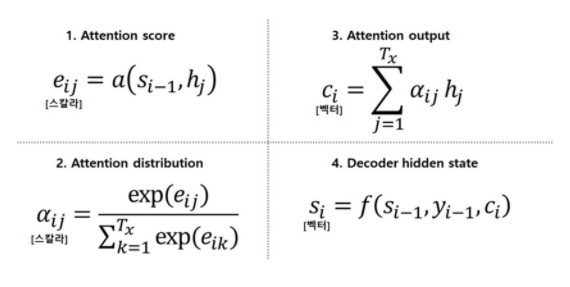 1. Attention score
e_{ij} = a(s_{i-1}, h_j)
[스칼라]
2. Attention distribution
α_{ij} = \frac{exp(e_{ij})}{\sum_{k=1}^{T_x} exp(e_{ik})}
[스칼라]
3. Attention output
c_i = \sum_{j=1}^{T_x} α_{ij} h_j
[벡터]
4. Decoder hidden state
s_i = f(s_{i-1}, y_{i-1}, c_i)
[벡터]